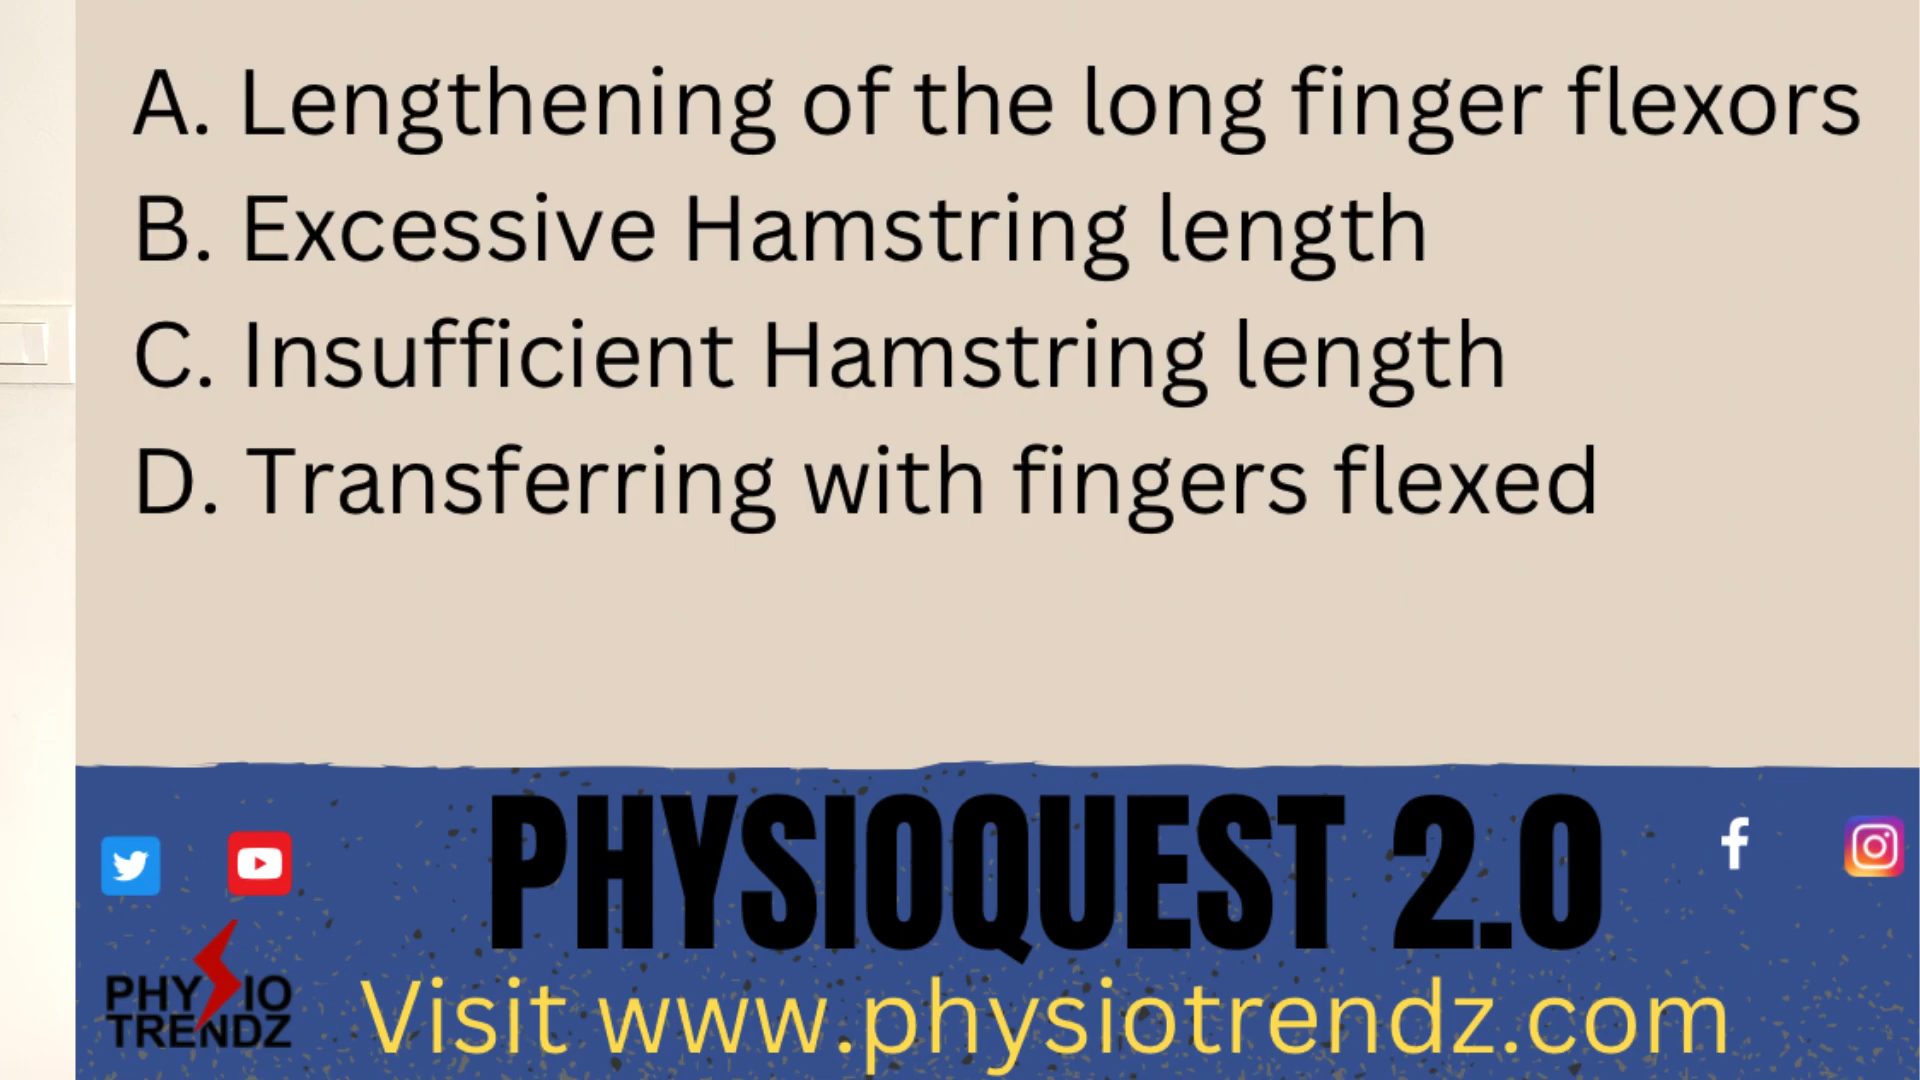 A. Lengthening of the long finger flexors
B. Excessive Hamstring length
C. Insufficient Hamstring length
D. Transferring with fingers flexed
PHYSIOQUEST 2.0
PHYSIO
TRENDZ
Visit www.physiotrendz.com